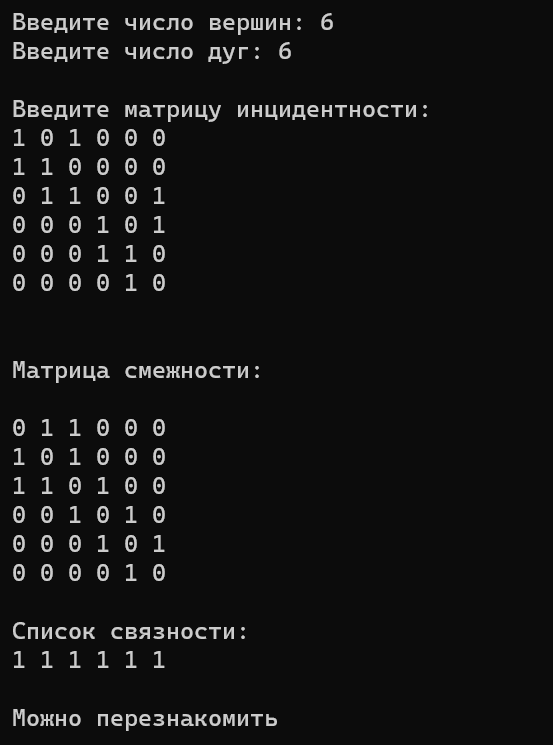 Введите число вершин: 6
Введите число дуг: 6
Введите матрицу инцидентности:
1 0 1 0 0 0
1 1 0 0 0 0
0 1 1 0 0 1
0 0 0 1 0 1
0 0 0 1 1 0
0 0 0 0 1 0
Матрица смежности:
0 1 1 0 0 0
1 0 1 0 0 0
1 1 0 1 0 0
0 0 1 0 1 0
0 0 0 1 0 1
0 0 0 0 1 0
Список связности:
1 1 1 1 1 1
Можно перезнакомить